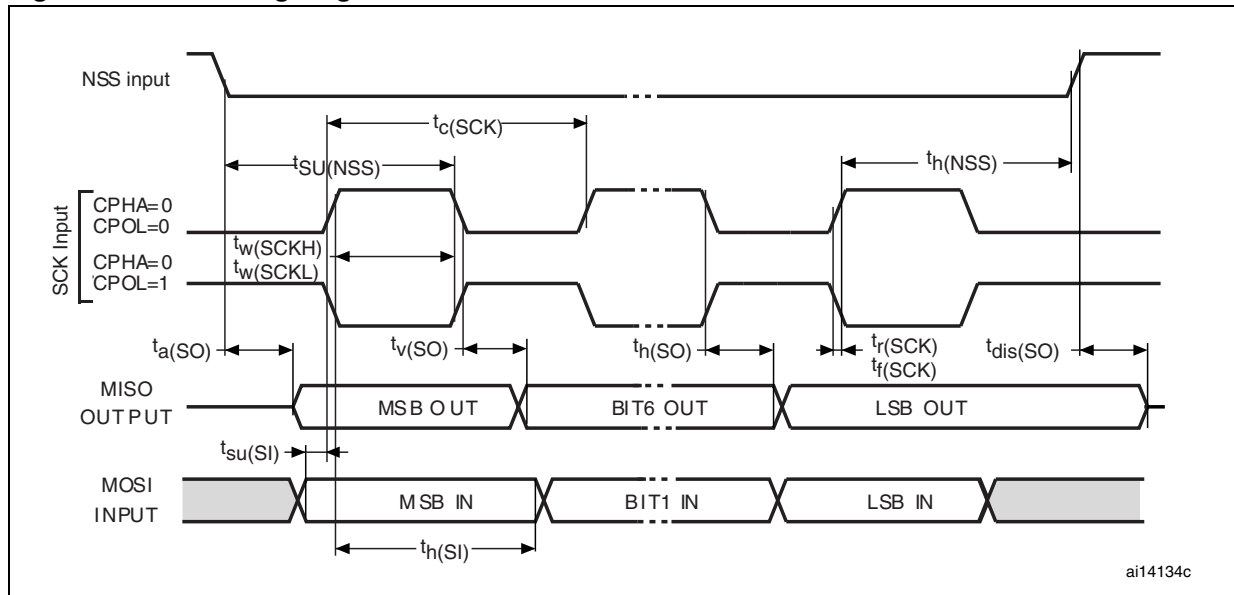 NSS input
tc(SCK)
tSU(NSS)
th(NSS)
SCK Input
CPHA=0
CPOL=0
tw(SCKH)
CPHA=0
tw(SCKL)
CPOL=1
ta(SO)
tv(SO)
th(SO)
tr(SCK)
tf(SCK)
tdis(SO)
MISO
OUTPUT
MSB OUT
BIT6 OUT
LSB OUT
tsu(SI)
MOSI
INPUT
MSB IN
BIT1 IN
LSB IN
th(SI)
ai14134c